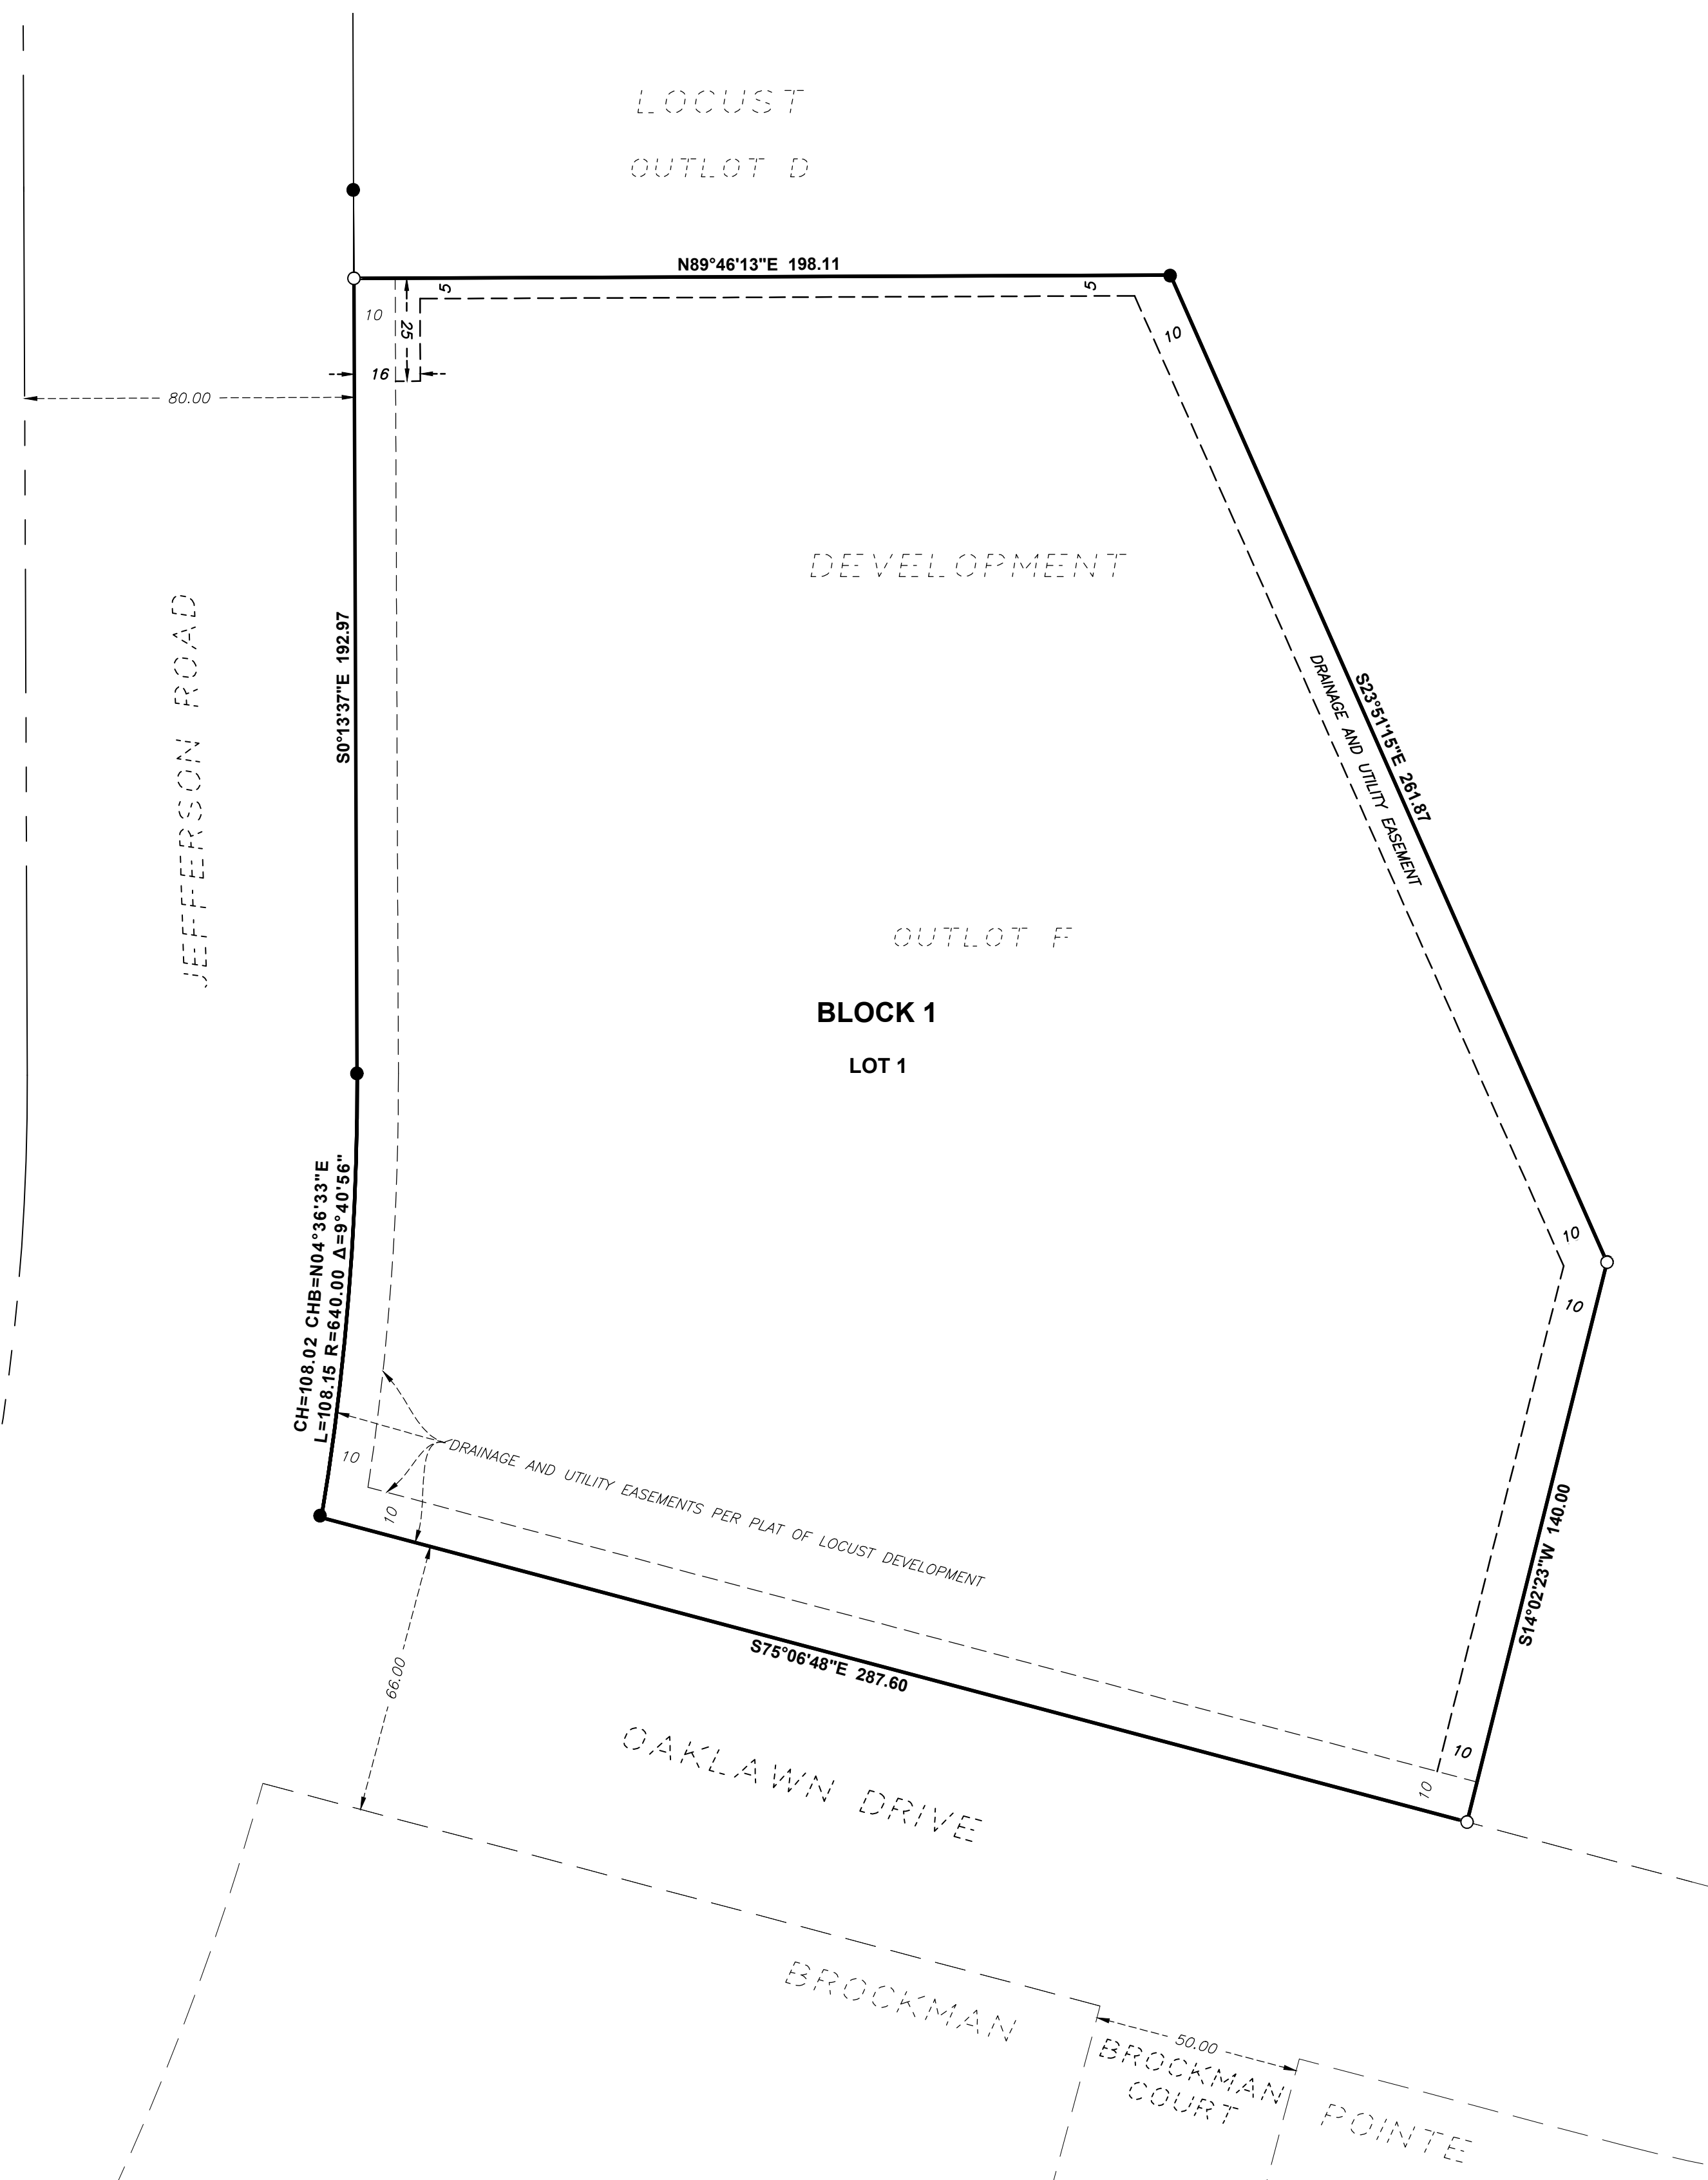 LOCUST
OUTLOT D
N89°46'13"E 198.11
5
5
10
25
10
16
80.00
DEVELOPMENT
JEFFERSON ROAD
S0°13'37"E 192.97
S23°51'15"E 261.87
DRAINAGE AND UTILITY EASEMENT
OUTLOT F
BLOCK 1
LOT 1
CH=108.02 CHB=N04°36'33"E
L=108.15 R=640.00 Δ=9°40'56"
10
10
10
10
DRAINAGE AND UTILITY EASEMENTS PER PLAT OF LOCUST DEVELOPMENT
S14°02'23"W 140.00
S75°06'48"E 287.60
66.00
10
10
OAKLAWN DRIVE
BROCKMAN
50.00
BROCKMAN
COURT
POINTE